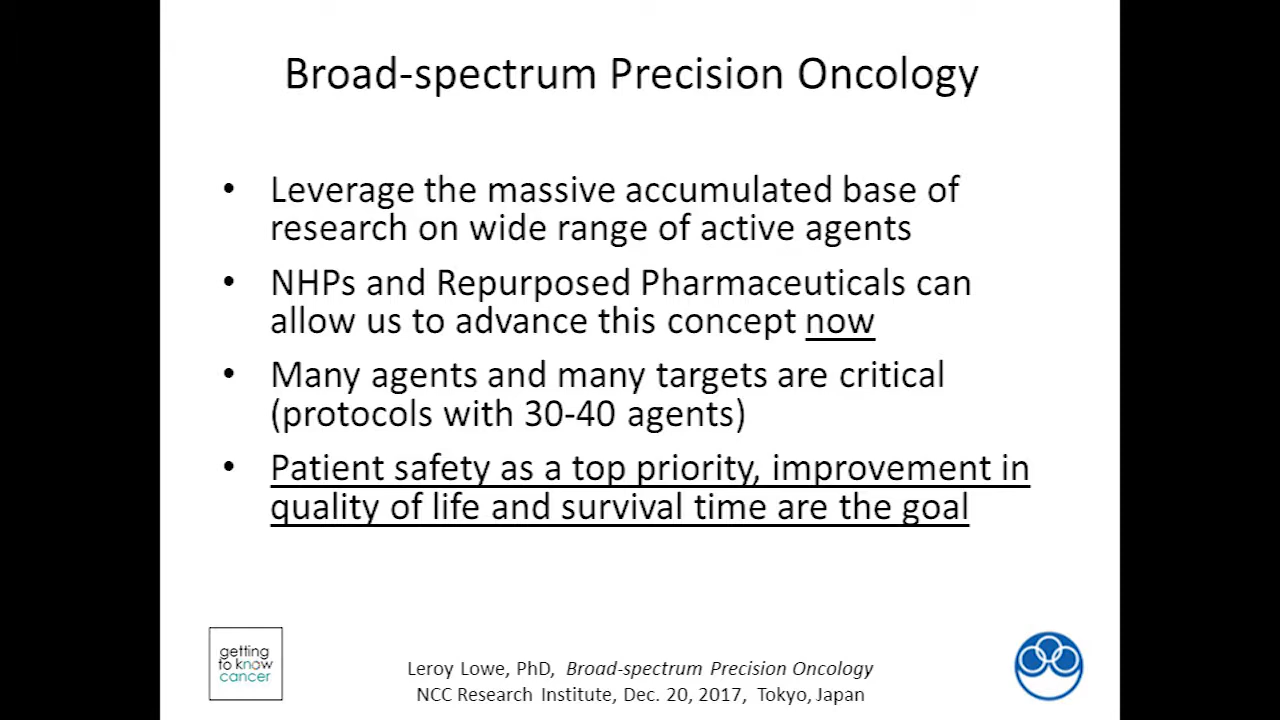 Broad-spectrum Precision Oncology
• Leverage the massive accumulated base of
research on wide range of active agents
• NHPs and Repurposed Pharmaceuticals can
allow us to advance this concept now
• Many agents and many targets are critical
(protocols with 30-40 agents)
• Patient safety as a top priority, improvement in
quality of life and survival time are the goal
getting
to know
cancer
Leroy Lowe, PhD, Broad-spectrum Precision Oncology
NCC Research Institute, Dec. 20, 2017, Tokyo, Japan